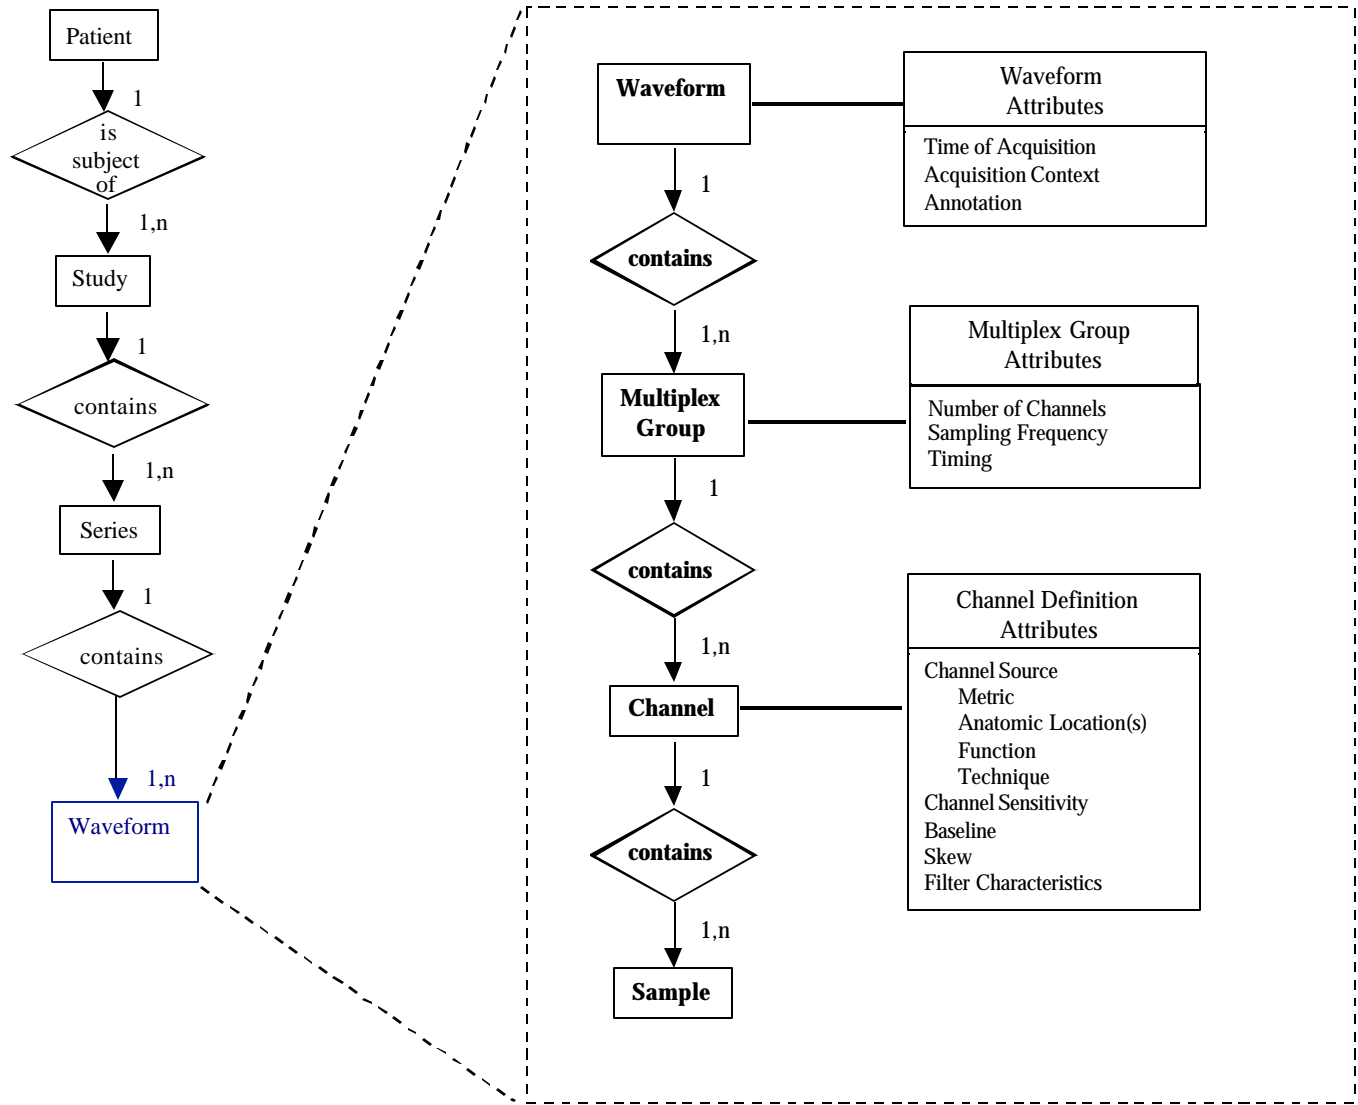 Patient
1
is
subject
of
1,n
Study
1
contains
1,n
Series
1
contains
1,n
Waveform
Waveform
1
contains
1,n
Multiplex
Group
1
contains
1,n
Channel
1
contains
1,n
Sample
Waveform
Attributes
Time of Acquisition
Acquisition Context
Annotation
Multiplex Group
Attributes
Number of Channels
Sampling Frequency
Timing
Channel Definition
Attributes
Channel Source
Metric
Anatomic Location(s)
Function
Technique
Channel Sensitivity
Baseline
Skew
Filter Characteristics